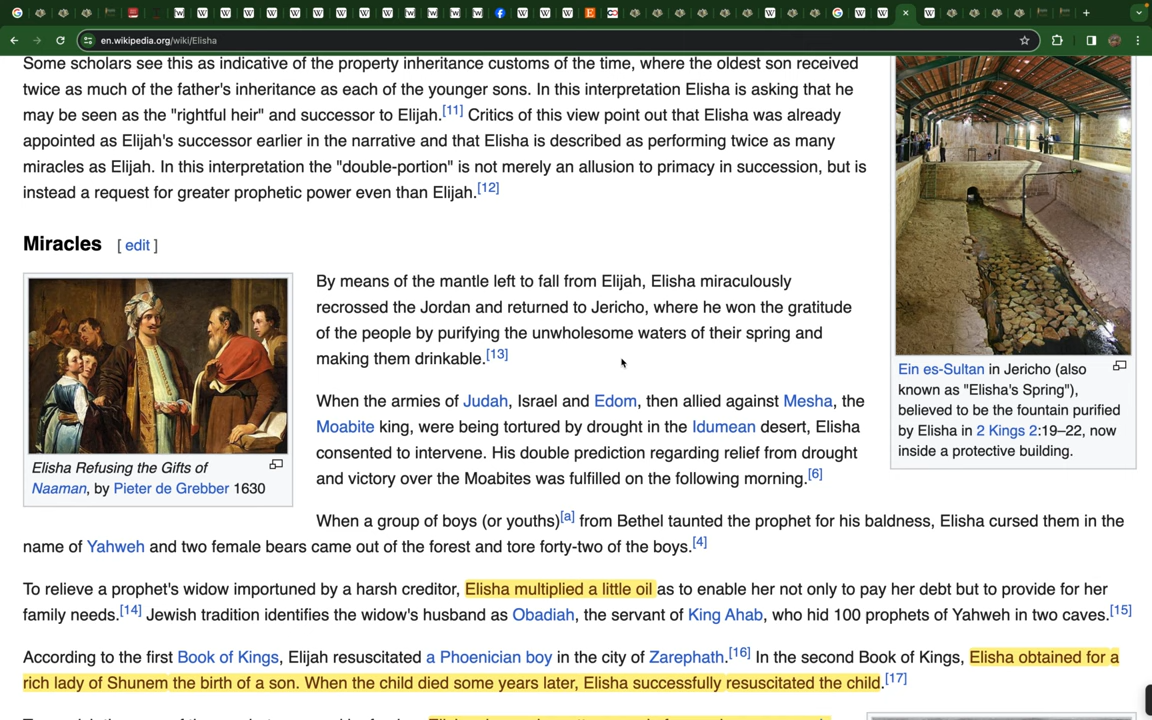 en.wikipedia.org/wiki/Elisha
Some scholars see this as indicative of the property inheritance customs of the time, where the oldest son received
twice as much of the father's inheritance as each of the younger sons. In this interpretation Elisha is asking that he
may be seen as the "rightful heir" and successor to Elijah.[11] Critics of this view point out that Elisha was already
appointed as Elijah's successor earlier in the narrative and that Elisha is described as performing twice as many
miracles as Elijah. In this interpretation the "double-portion" is not merely an allusion to primacy in succession, but is
instead a request for greater prophetic power even than Elijah.[12]
Miracles [ edit ]
By means of the mantle left to fall from Elijah, Elisha miraculously
recrossed the Jordan and returned to Jericho, where he won the gratitude
of the people by purifying the unwholesome waters of their spring and
making them drinkable.[13]
When the armies of Judah, Israel and Edom, then allied against Mesha, the
Moabite king, were being tortured by drought in the Idumean desert, Elisha
consented to intervene. His double prediction regarding relief from drought
and victory over the Moabites was fulfilled on the following morning.[6]
Elisha Refusing the Gifts of
Naaman, by Pieter de Grebber 1630
Ein es-Sultan in Jericho (also
known as "Elisha's Spring"),
believed to be the fountain purified
by Elisha in 2 Kings 2:19–22, now
inside a protective building.
When a group of boys (or youths)[a] from Bethel taunted the prophet for his baldness, Elisha cursed them in the
name of Yahweh and two female bears came out of the forest and tore forty-two of the boys.[4]
To relieve a prophet's widow importuned by a harsh creditor, Elisha multiplied a little oil as to enable her not only to pay her debt but to provide for her
family needs.[14] Jewish tradition identifies the widow's husband as Obadiah, the servant of King Ahab, who hid 100 prophets of Yahweh in two caves.[15]
According to the first Book of Kings, Elijah resuscitated a Phoenician boy in the city of Zarephath.[16] In the second Book of Kings, Elisha obtained for a
rich lady of Shunem the birth of a son. When the child died some years later, Elisha successfully resuscitated the child.[17]